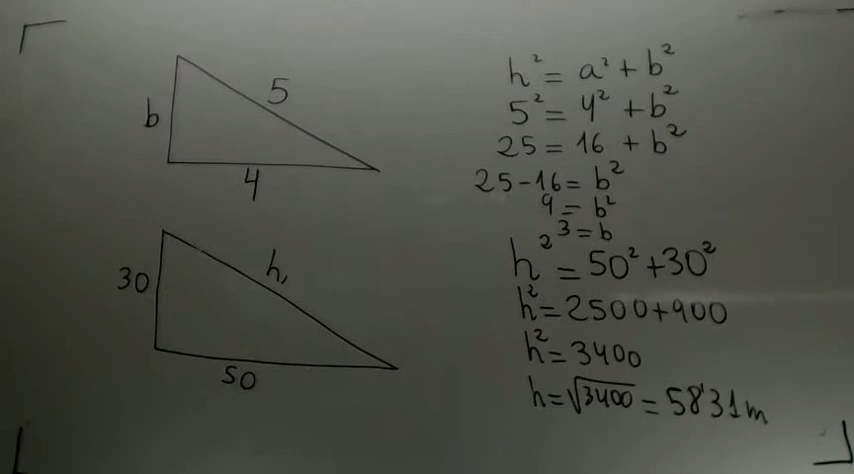 b
5
4
h² = a² + b²
5² = 4² + b²
25 = 16 + b²
25-16 = b²
9 = b²
3 = b
30
h
50
h² = 50² + 30²
h² = 2500+900
h² = 3400
h = √3400 = 58'31 m